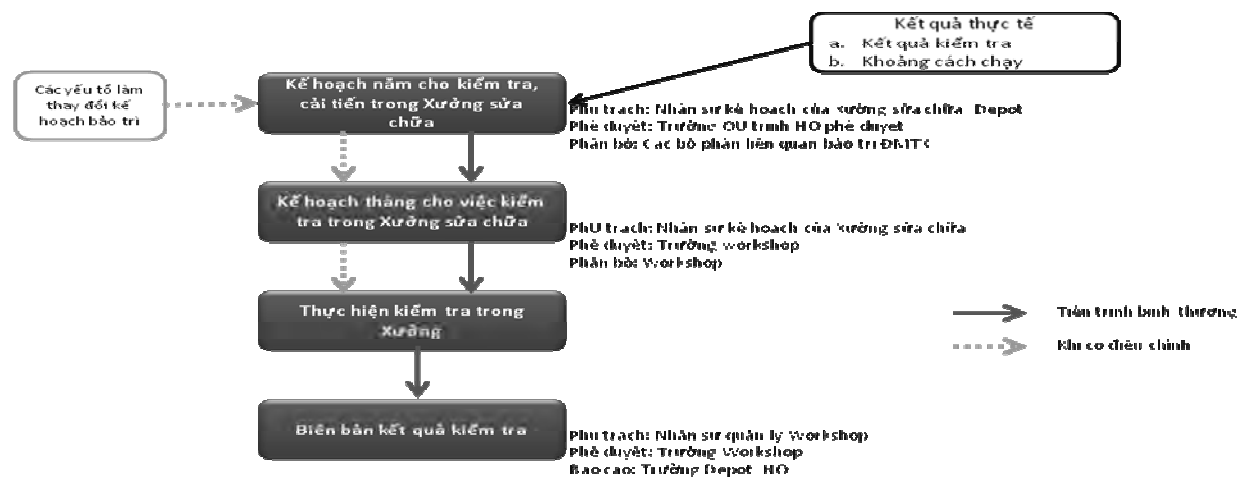 Kết quả thực tế
a. Kết quả kiểm tra
b. Khoảng cách chạy
Các yếu tố làm
thay đổi kế
hoạch bảo trì
Kế hoạch năm cho kiểm tra,
cải tiến trong Xưởng sửa
chữa
Phụ trách: Nhân sự kế hoạch của xưởng sửa chữa Depot
Phê duyệt: Trưởng OU trình HO phê duyệt
Phân bổ: Các bộ phận liên quan bảo trì ĐMTX
Kế hoạch tháng cho việc kiểm
tra trong Xưởng sửa chữa
Phụ trách: Nhân sự kế hoạch của xưởng sửa chữa
Phê duyệt: Trưởng workshop
Phân bổ: Workshop
Thực hiện kiểm tra trong
Xưởng
Tiến trình bình thường
Khi có điều chỉnh
Biên bản kết quả kiểm tra
Phụ trách: Nhân sự quản lý Workshop
Phê duyệt: Trưởng Workshop
Báo cáo: Trưởng Depot HO